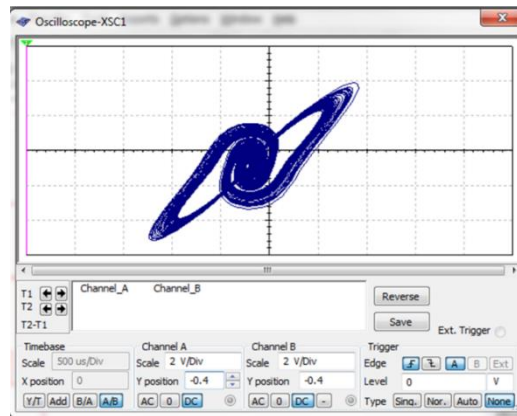 Oscilloscope-XSC1
T1
T2
T2-T1
Channel_A Channel_B
Reverse
Save
Ext. Trigger
Timebase
Scale 500 us/Div
X position 0
Y/T Add B/A A/B
Channel A
Scale 2 V/Div
Y position -0.4
AC 0 DC
Channel B
Scale 2 V/Div
Y position -0.4
AC 0 DC -
Trigger
Edge A B Ext
Level 0 V
Type Sing. Nor. Auto None